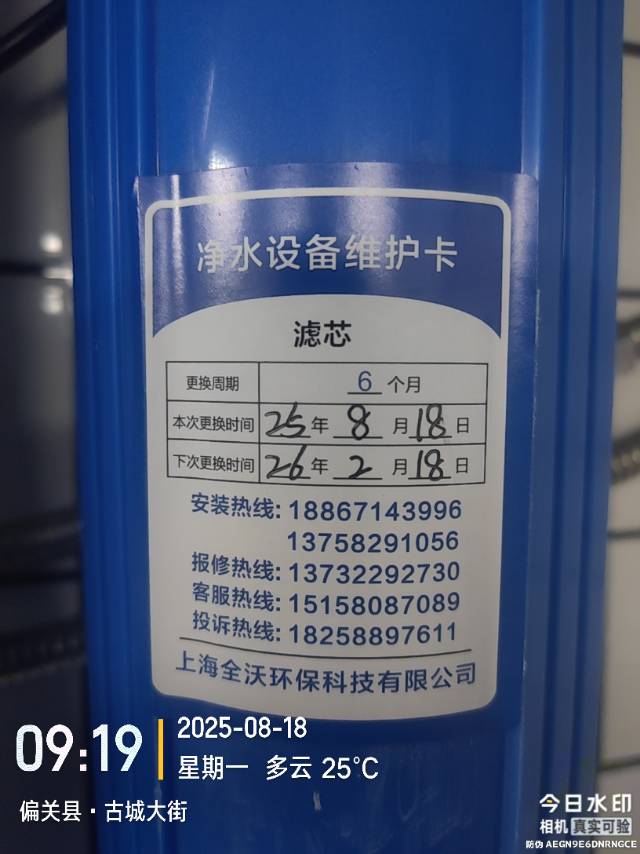 净水设备维护卡
滤芯
更换周期 6 个月
本次更换时间 25 年 8 月 18 日
下次更换时间 26 年 2 月 18 日
安装热线: 18867143996
13758291056
报修热线: 13732292730
客服热线: 15158087089
投诉热线: 18258897611
上海全沃环保科技有限公司
09:19
2025-08-18
星期一 多云 25℃
偏关县·古城大街
今日水印
相机 真实可验
防伪 AEGN9E6DNRNGCE